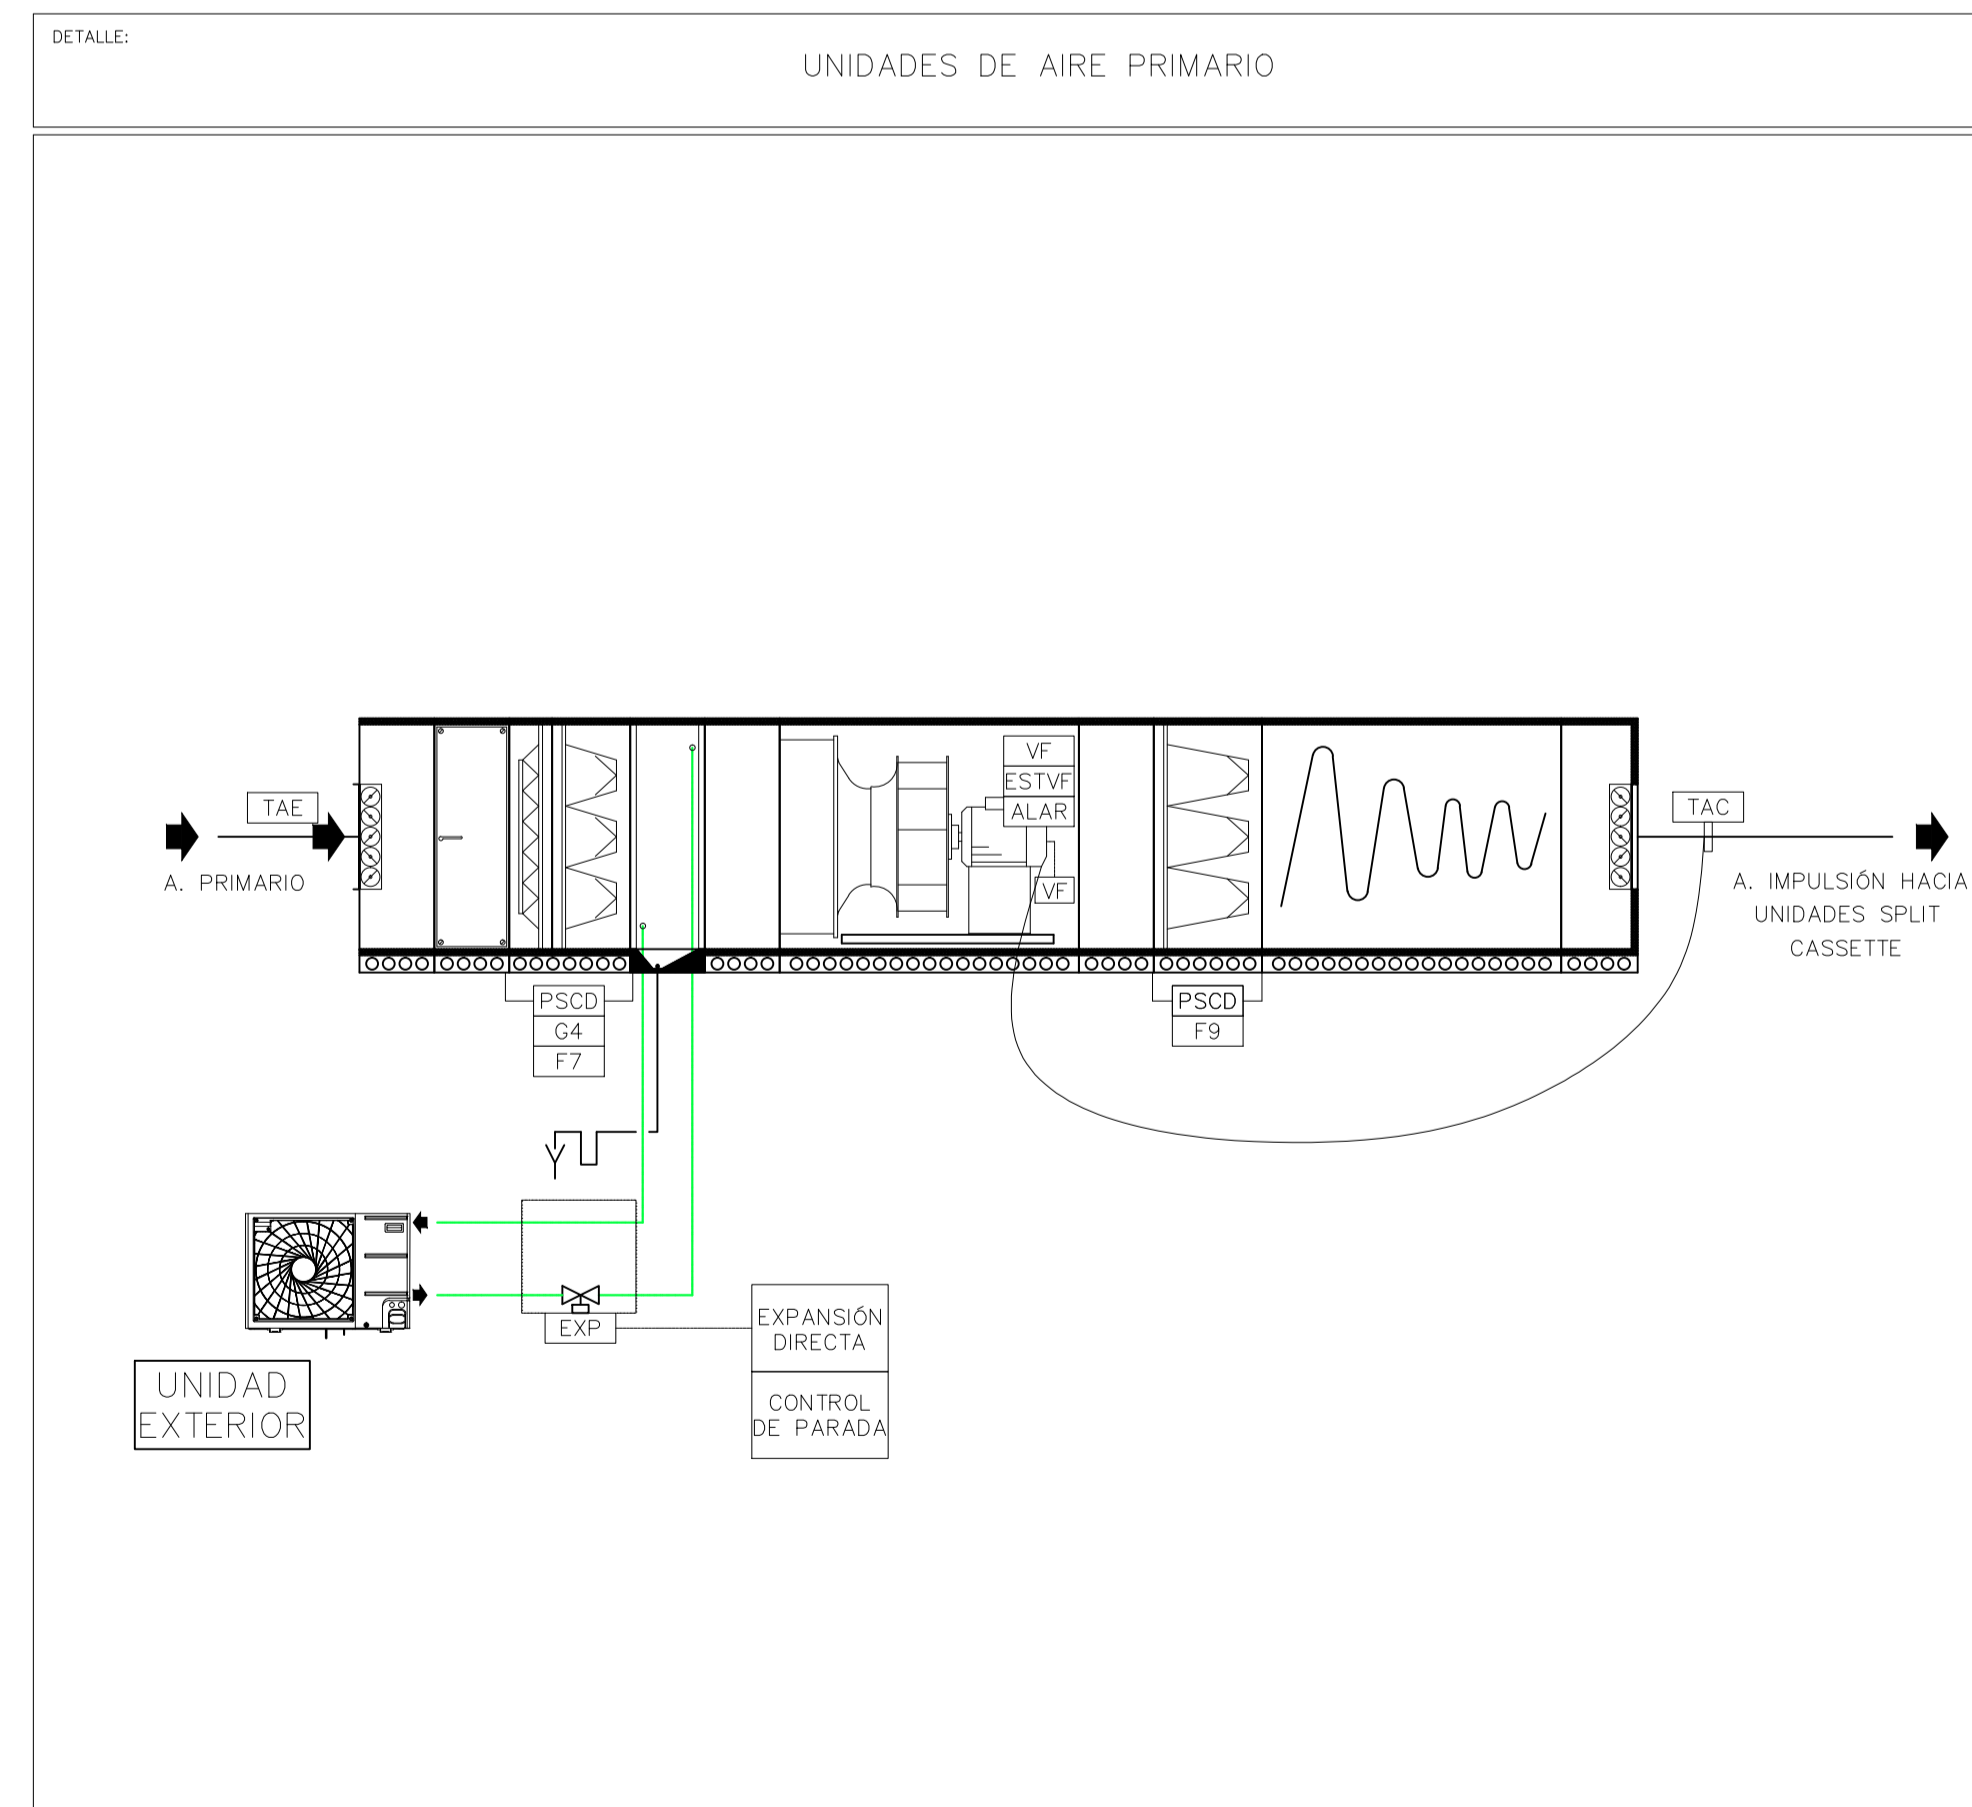 DETALLE:
UNIDADES DE AIRE PRIMARIO
VF
ESTVF
ALAR
VF
TAE
A. PRIMARIO
TAC
A. IMPULSIÓN HACIA
UNIDADES SPLIT
CASSETTE
PSCD
G4
F7
PSCD
F9
EXP
EXPANSIÓN
DIRECTA
CONTROL
DE PARADA
UNIDAD
EXTERIOR